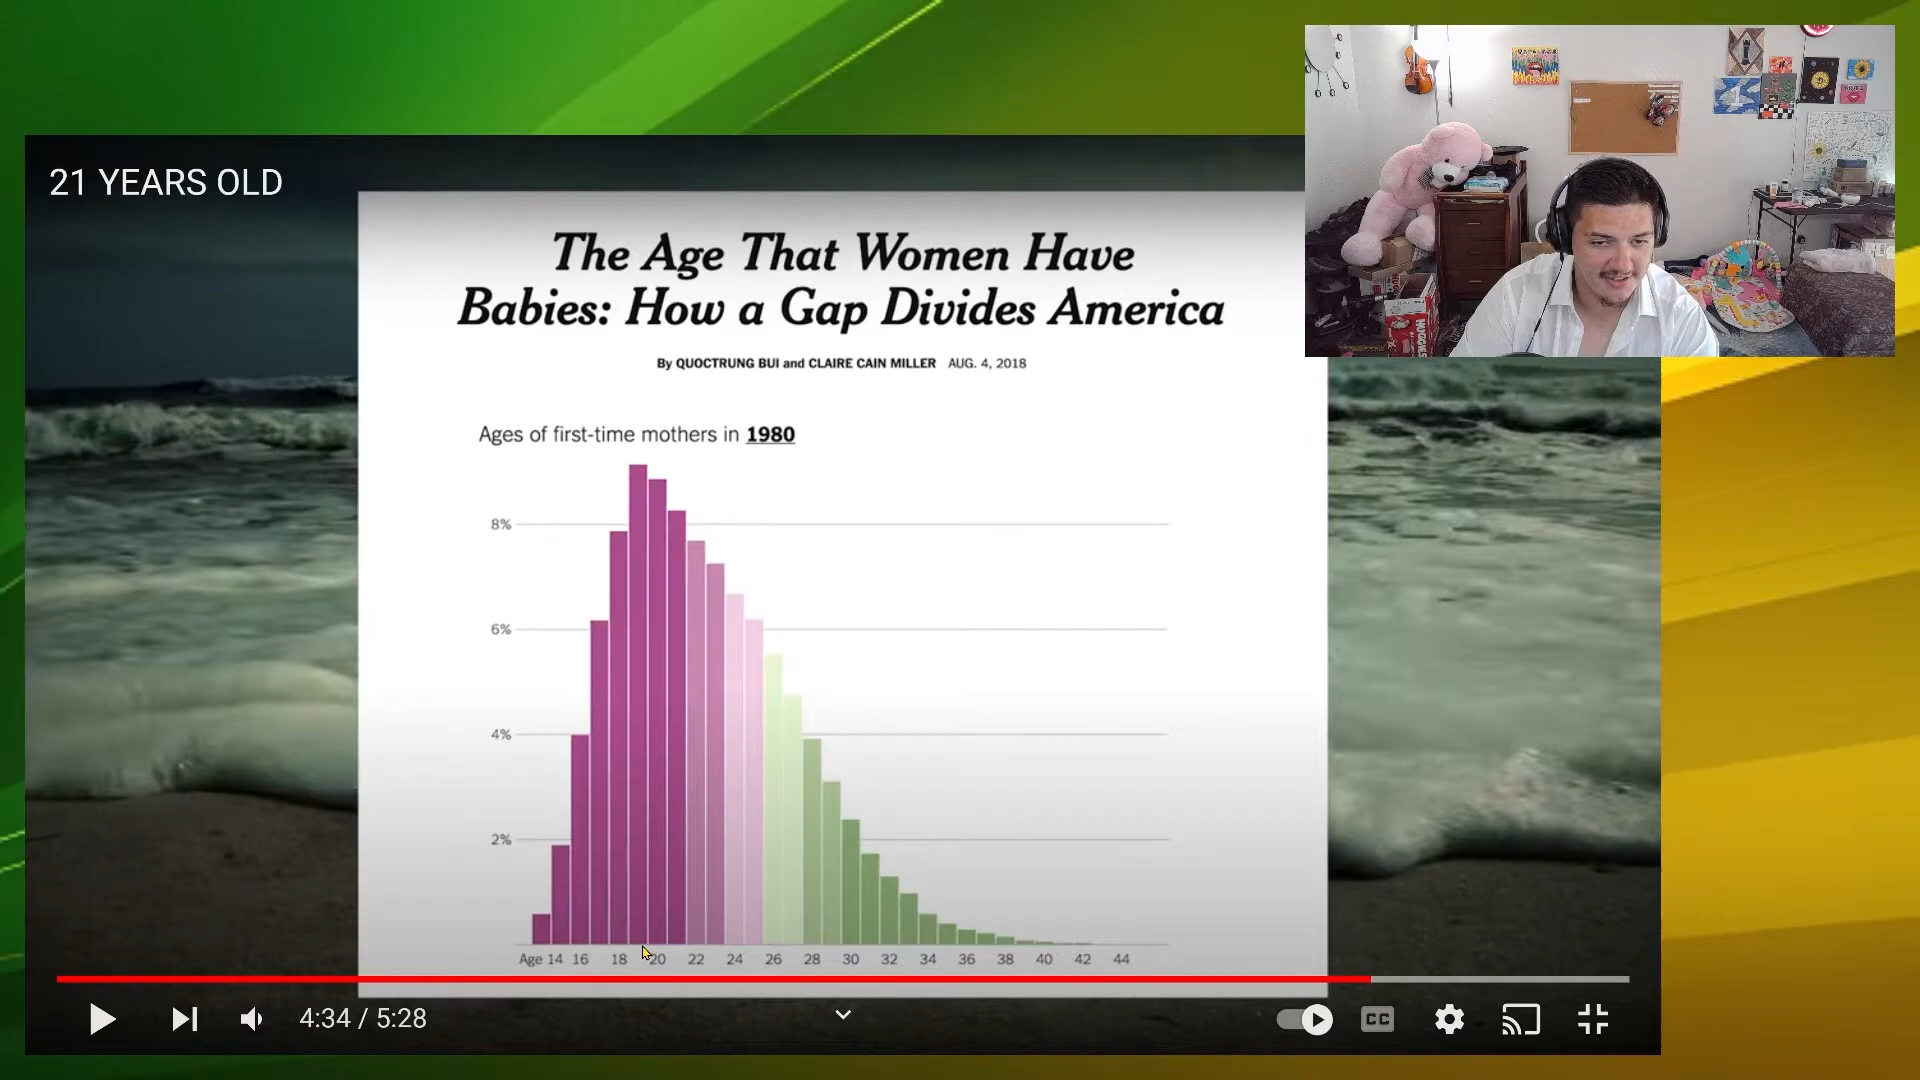 21 YEARS OLD
The Age That Women Have
Babies: How a Gap Divides America
By QUOCTRUNG BUI and CLAIRE CAIN MILLER AUG. 4, 2018
Ages of first-time mothers in 1980
8%
6%
4%
2%
Age 14 16 18 20 22 24 26 28 30 32 34 36 38 40 42 44
4:34 / 5:28
CC
HUGGIES